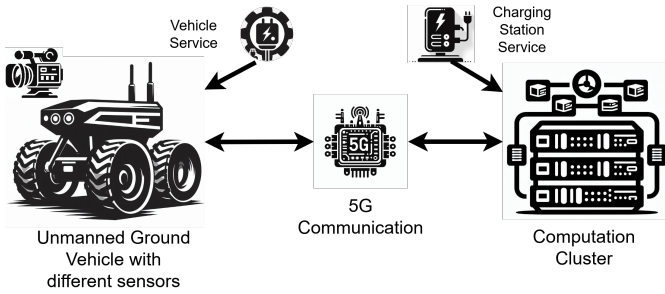 Vehicle
Service
Charging
Station
Service
5G
5G
Communication
Unmanned Ground
Vehicle with
different sensors
Computation
Cluster